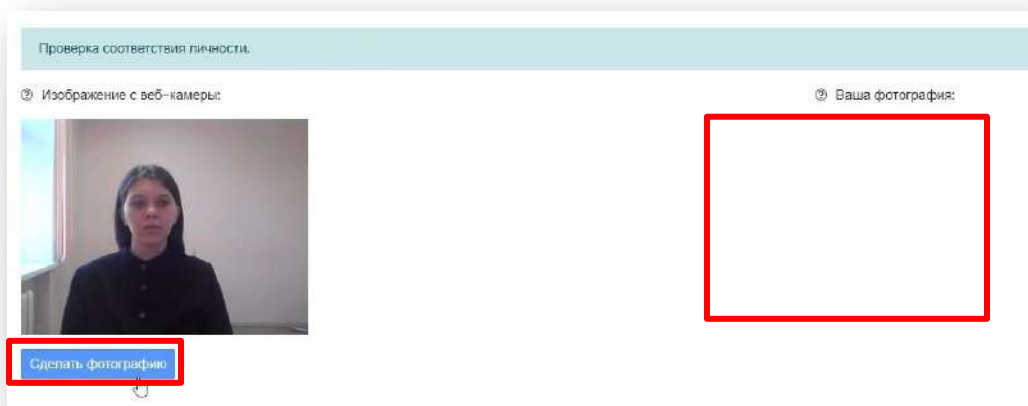 Проверка соответствия личности.
Изображение с веб-камеры:
Ваша фотография:
Сделать фотографию